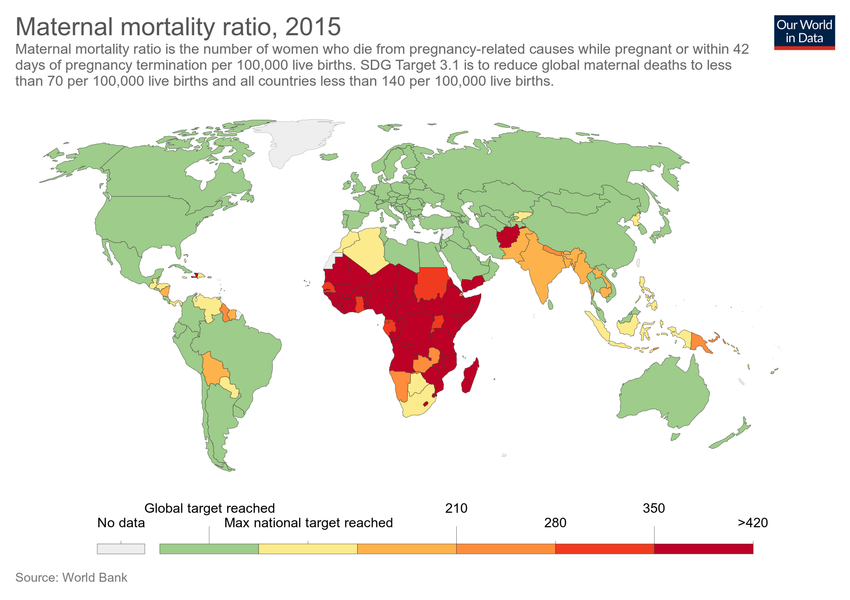 Maternal mortality ratio, 2015
Our World
in Data
Maternal mortality ratio is the number of women who die from pregnancy-related causes while pregnant or within 42
days of pregnancy termination per 100,000 live births. SDG Target 3.1 is to reduce global maternal deaths to less
than 70 per 100,000 live births and all countries less than 140 per 100,000 live births.
Global target reached 210 350
No data Max national target reached 280 >420
Source: World Bank